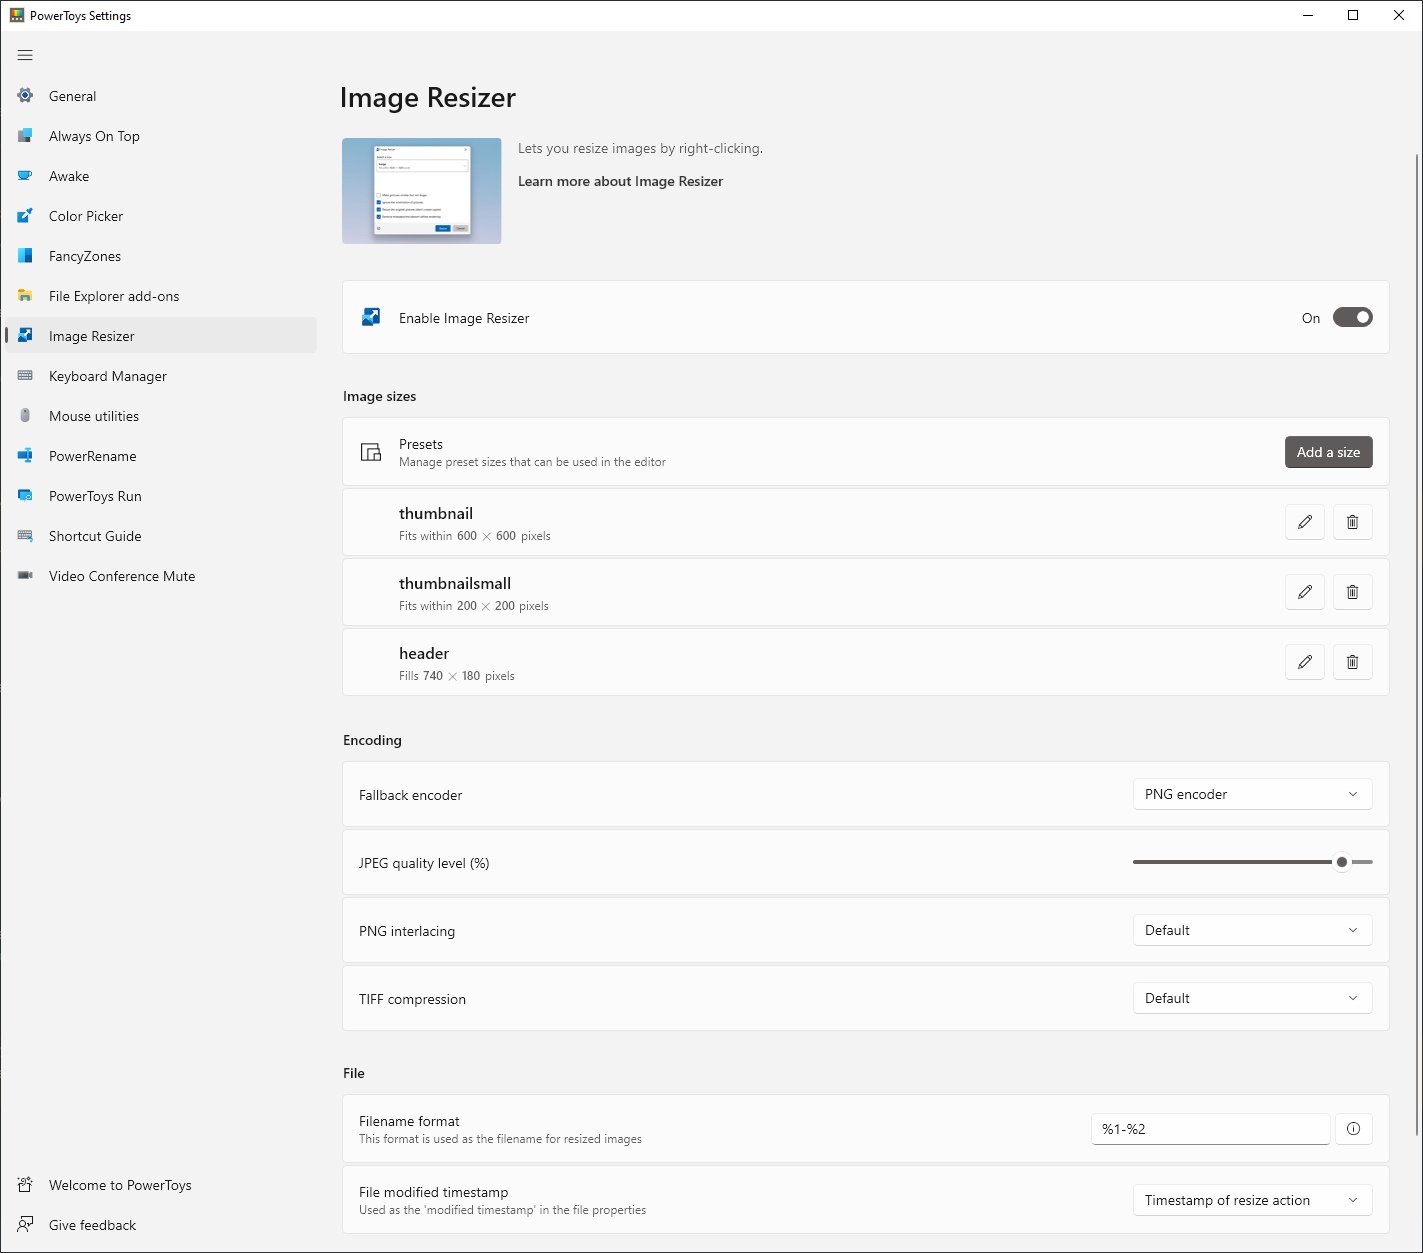 PowerToys Settings
General
Always On Top
Awake
Color Picker
FancyZones
File Explorer add-ons
Image Resizer
Keyboard Manager
Mouse utilities
PowerRename
PowerToys Run
Shortcut Guide
Video Conference Mute
Welcome to PowerToys
Give feedback
Image Resizer
Lets you resize images by right-clicking.
Learn more about Image Resizer
Enable Image Resizer
On
Image sizes
Presets
Manage preset sizes that can be used in the editor
Add a size
thumbnail
Fits within 600 × 600 pixels
thumbnailsmall
Fits within 200 × 200 pixels
header
Fills 740 × 180 pixels
Encoding
Fallback encoder
PNG encoder
JPEG quality level (%)
PNG interlacing
Default
TIFF compression
Default
File
Filename format
This format is used as the filename for resized images
%1-%2
File modified timestamp
Used as the 'modified timestamp' in the file properties
Timestamp of resize action